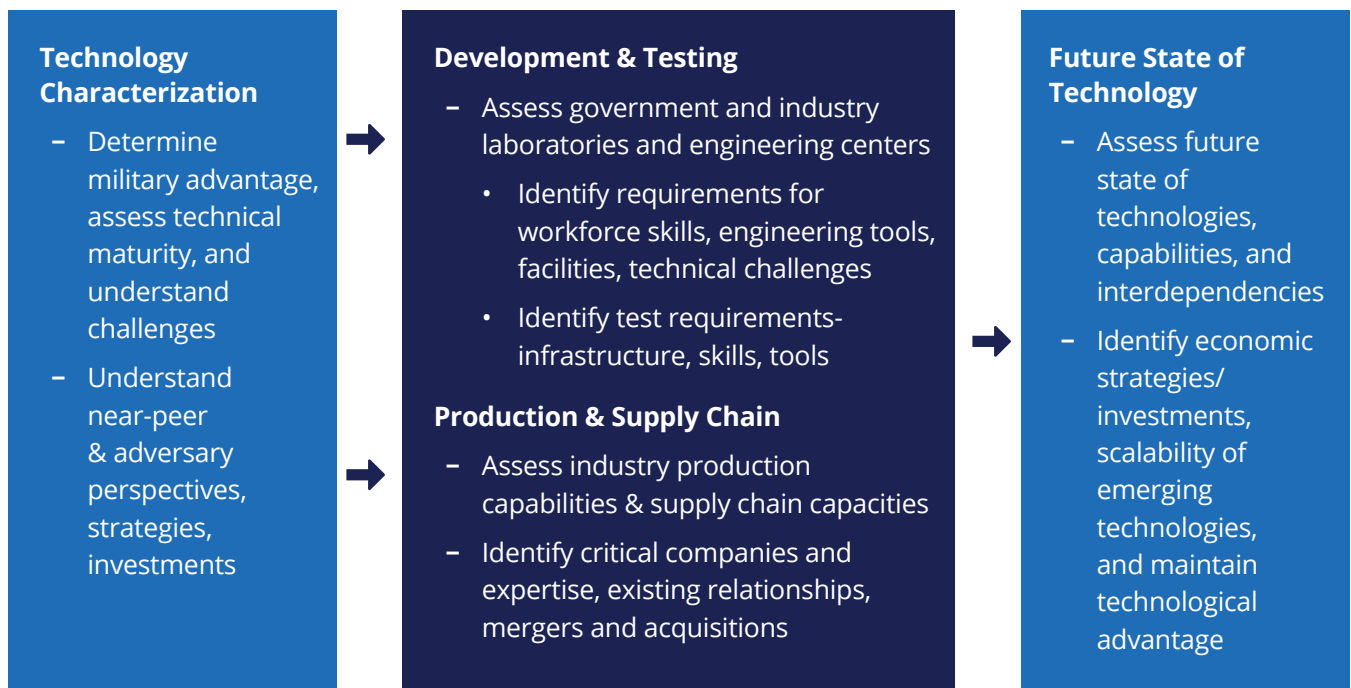 Technology
Characterization
– Determine
military advantage,
assess technical
maturity, and
understand
challenges
– Understand
near-peer
& adversary
perspectives,
strategies,
investments
Development & Testing
– Assess government and industry
laboratories and engineering centers
• Identify requirements for
workforce skills, engineering tools,
facilities, technical challenges
• Identify test requirements-
infrastructure, skills, tools
Production & Supply Chain
– Assess industry production
capabilities & supply chain capacities
– Identify critical companies and
expertise, existing relationships,
mergers and acquisitions
Future State of
Technology
– Assess future
state of
technologies,
capabilities, and
interdependencies
– Identify economic
strategies/
investments,
scalability of
emerging
technologies,
and maintain
technological
advantage